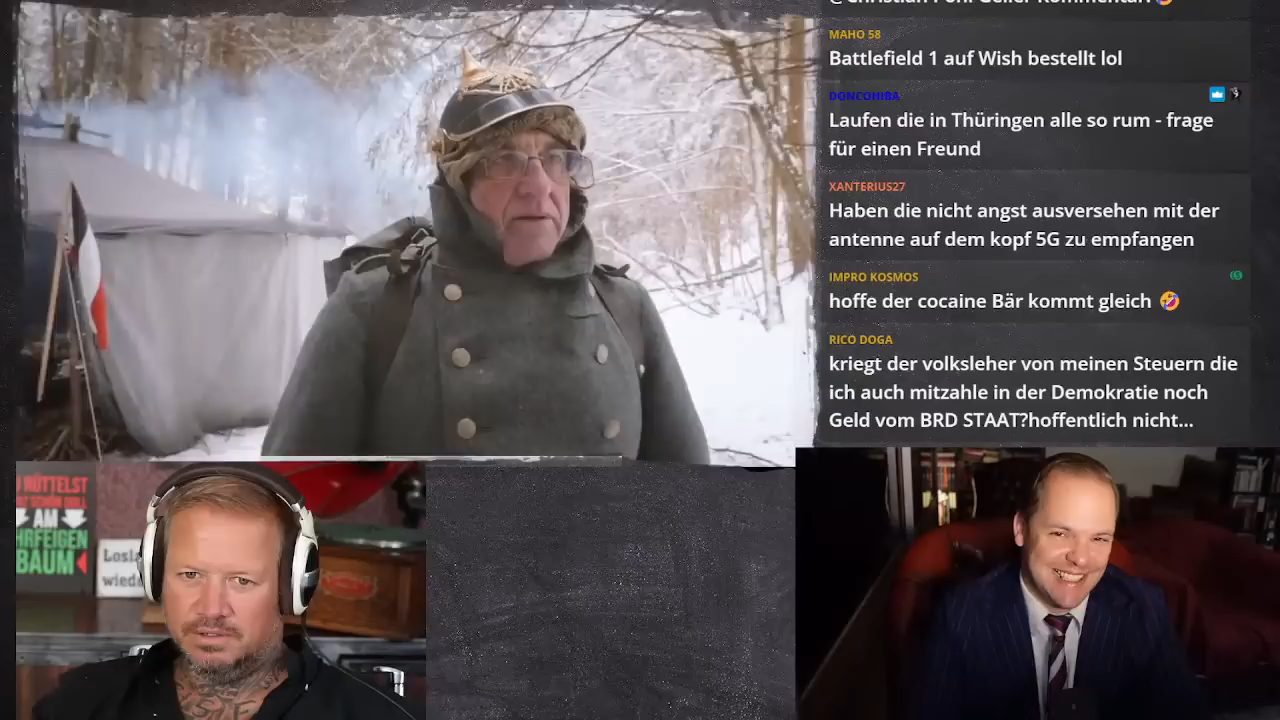 MAHO 58
Battlefield 1 auf Wish bestellt lol
DONCOHIBA
Laufen die in Thüringen alle so rum - frage
für einen Freund
XANTERIUS27
Haben die nicht angst ausversehen mit der
antenne auf dem kopf 5G zu empfangen
IMPRO KOSMOS
hoffe der cocaine Bär kommt gleich 🤣
RICO DOGA
kriegt der volksleher von meinen Steuern die
ich auch mitzahle in der Demokratie noch
Geld vom BRD STAAT?hoffentlich nicht...
RÜTTELST
AM
HRFEIGEN
BAUM
wied